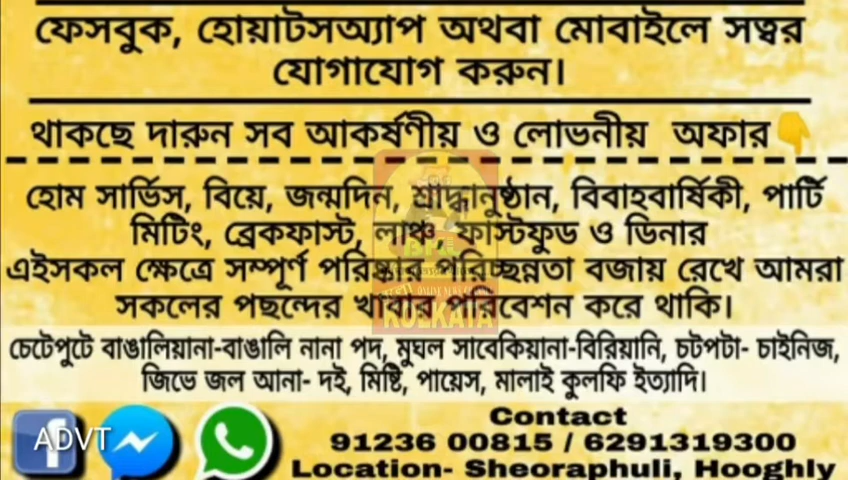 ফেসবুক, হোয়াটসঅ্যাপ অথবা মোবাইলে সত্বর
যোগাযোগ করুন।
থাকছে দারুন সব আকর্ষণীয় ও লোভনীয় অফার👇
হোম সার্ভিস, বিয়ে, জন্মদিন, শ্রাদ্ধানুষ্ঠান, বিবাহবার্ষিকী, পার্টি
মিটিং, ব্রেকফাস্ট, লাঞ্চ, ফাস্টফুড ও ডিনার
এইসকল ক্ষেত্রে সম্পূর্ণ পরিষ্কার পরিচ্ছন্নতা বজায় রেখে আমরা
সকলের পছন্দের খাবার পরিবেশন করে থাকি।
KOLKATA
চেটেপুটে বাঙালিয়ানা-বাঙালি নানা পদ, মুঘল সাবেকিয়ানা-বিরিয়ানি, চটপটা- চাইনিজ,
জিভে জল আনা- দই, মিষ্টি, পায়েস, মালাই কুলফি ইত্যাদি।
ADVT
Contact
91236 00815 / 6291319300
Location- Sheoraphuli, Hooghly